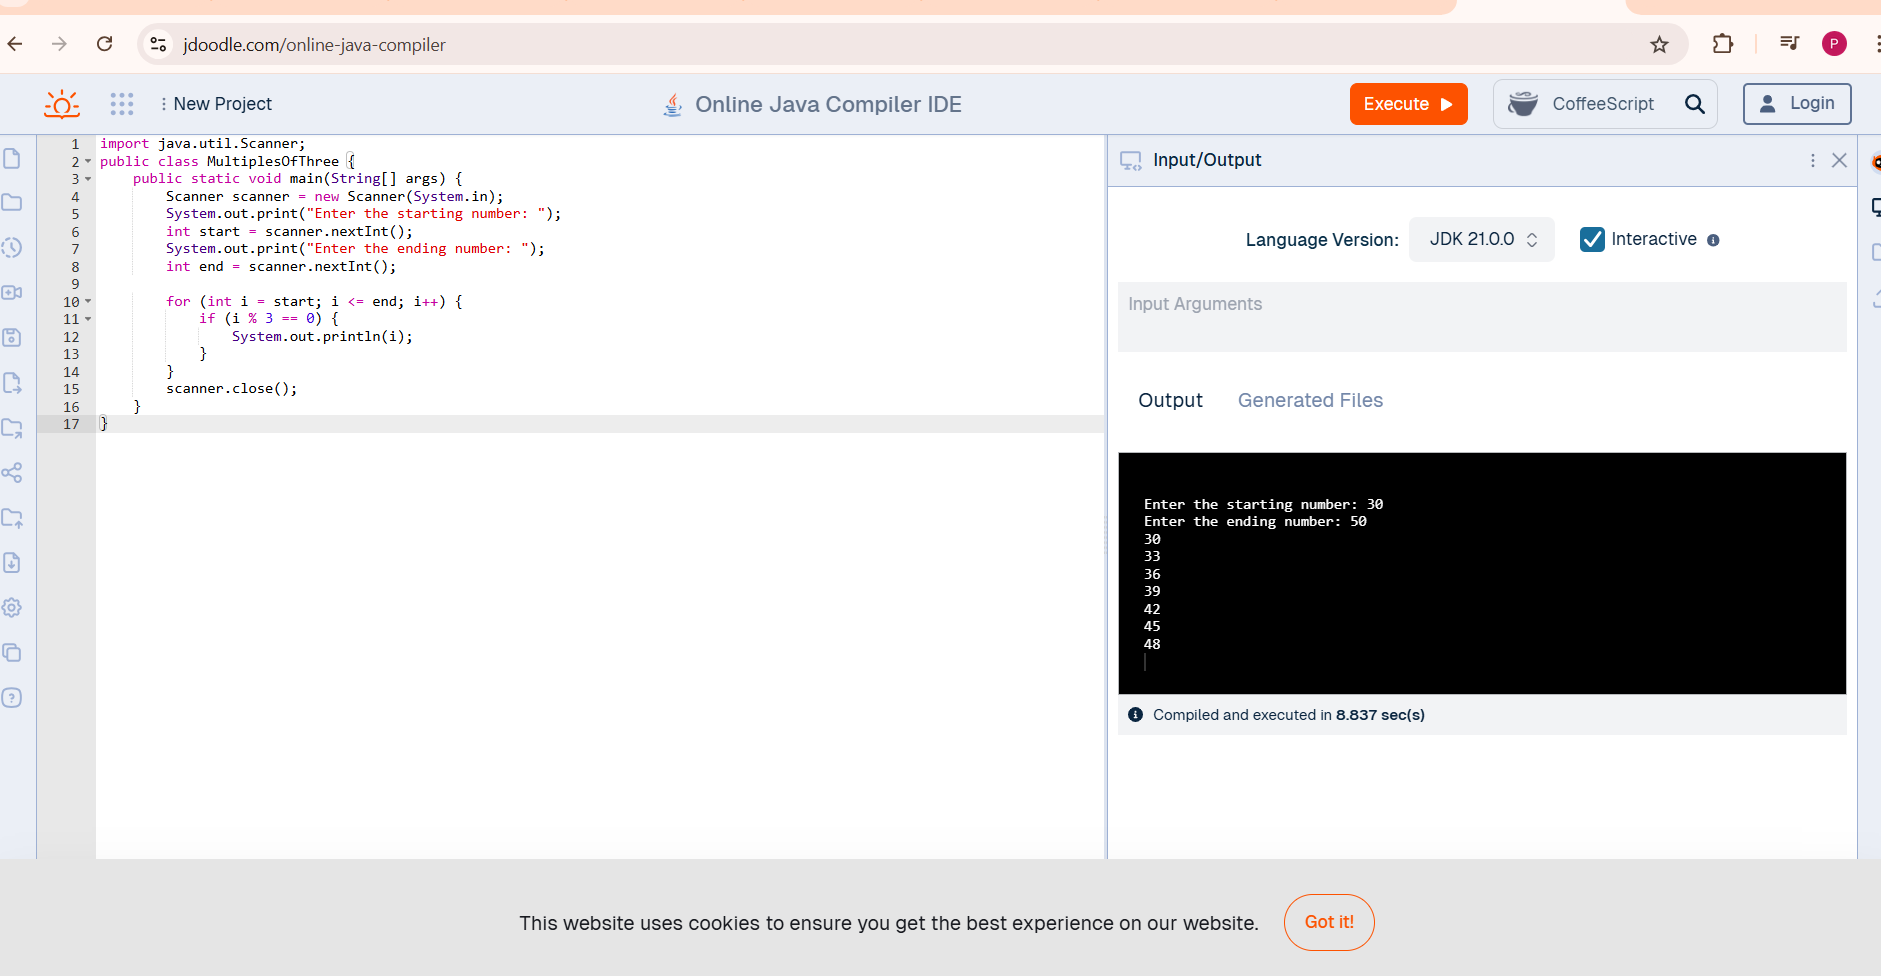 jdoodle.com/online-java-compiler
P
New Project
Online Java Compiler IDE
Execute
CoffeeScript
Login
1 import java.util.Scanner;
2 public class MultiplesOfThree {
3     public static void main(String[] args) {
4         Scanner scanner = new Scanner(System.in);
5         System.out.print("Enter the starting number: ");
6         int start = scanner.nextInt();
7         System.out.print("Enter the ending number: ");
8         int end = scanner.nextInt();
9
10         for (int i = start; i <= end; i++) {
11             if (i % 3 == 0) {
12                 System.out.println(i);
13             }
14         }
15         scanner.close();
16     }
17 }
Input/Output
Language Version: JDK 21.0.0 Interactive
Input Arguments
Output Generated Files
Enter the starting number: 30
Enter the ending number: 50
30
33
36
39
42
45
48
Compiled and executed in 8.837 sec(s)
This website uses cookies to ensure you get the best experience on our website. Got it!